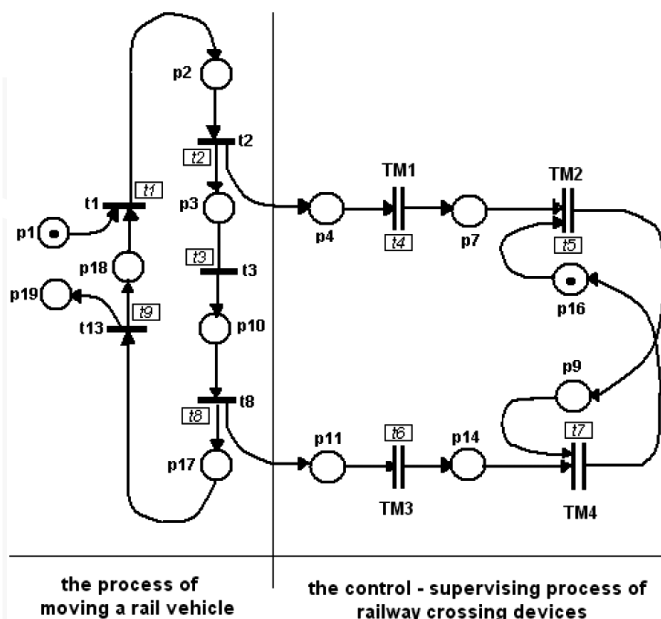 p2
t2
t2
TM1
TM2
t1
t1
p3
p1
p4
t4
p7
t5
p18
t3
t3
p19
t9
p16
t13
p10
p9
t8
t8
p11
t6
p14
t7
p17
TM3
TM4
the process of
moving a rail vehicle
the control - supervising process of
railway crossing devices